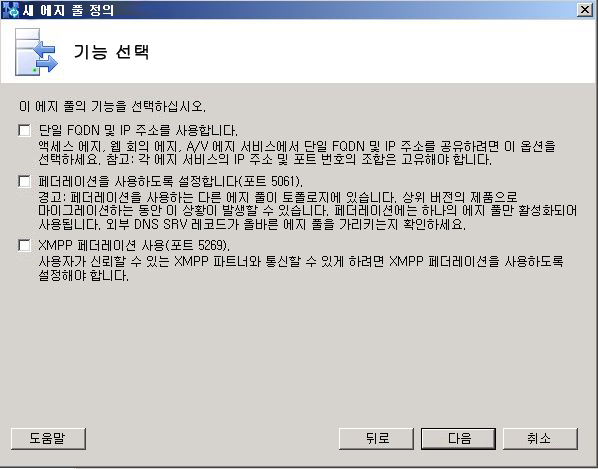 새 에지 풀 정의
기능 선택
이 에지 풀의 기능을 선택하십시오.
단일 FQDN 및 IP 주소를 사용합니다.
액세스 에지, 웹 회의 에지, A/V 에지 서비스에서 단일 FQDN 및 IP 주소를 공유하려면 이 옵션을
선택하세요. 참고: 각 에지 서비스의 IP 주소 및 포트 번호의 조합은 고유해야 합니다.
페더레이션을 사용하도록 설정합니다(포트 5061).
경고: 페더레이션을 사용하는 다른 에지 풀이 토폴로지에 있습니다. 상위 버전의 제품으로
마이그레이션하는 동안 이 상황이 발생할 수 있습니다. 페더레이션에는 하나의 에지 풀만 활성화되어
사용됩니다. 외부 DNS SRV 레코드가 올바른 에지 풀을 가리키는지 확인하세요.
XMPP 페더레이션 사용(포트 5269).
사용자가 신뢰할 수 있는 XMPP 파트너와 통신할 수 있게 하려면 XMPP 페더레이션을 사용하도록
설정해야 합니다.
도움말 뒤로 다음 취소